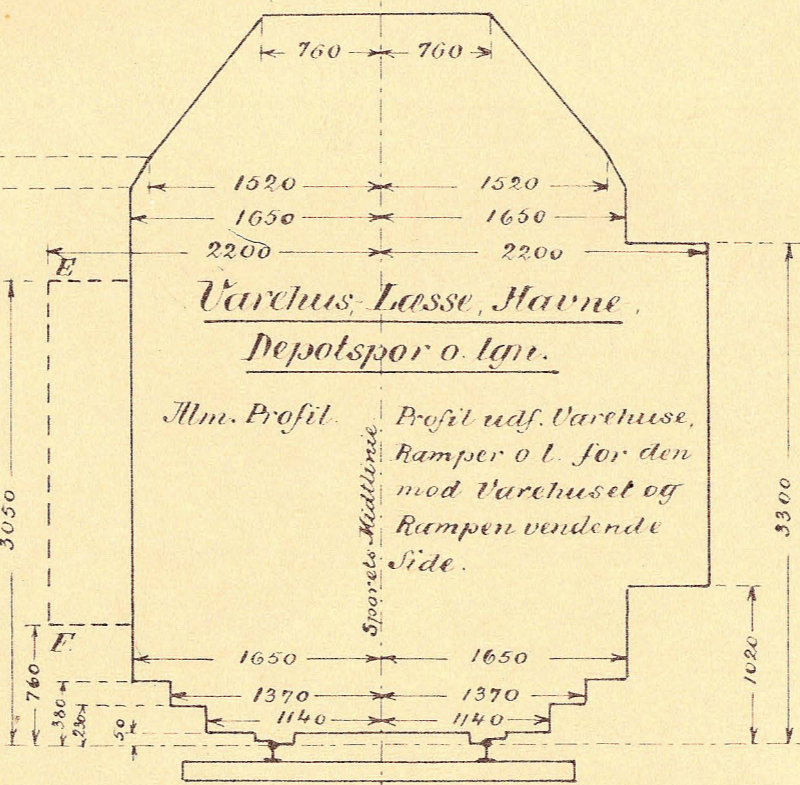 760 760
1520 1520
1650 1650
2200 2200
E
Varehus, Læsse, Havne,
Depotspor o. lgn.
Alm. Profil.
Profil udf. Varehuse,
Ramper o l. for den
mod Varehuset og
Rampen vendende
Side.
Sporets Midtlinie
3050
3300
F
1650 1650
1370 1370
1140 1140
760
380
230
50
1020